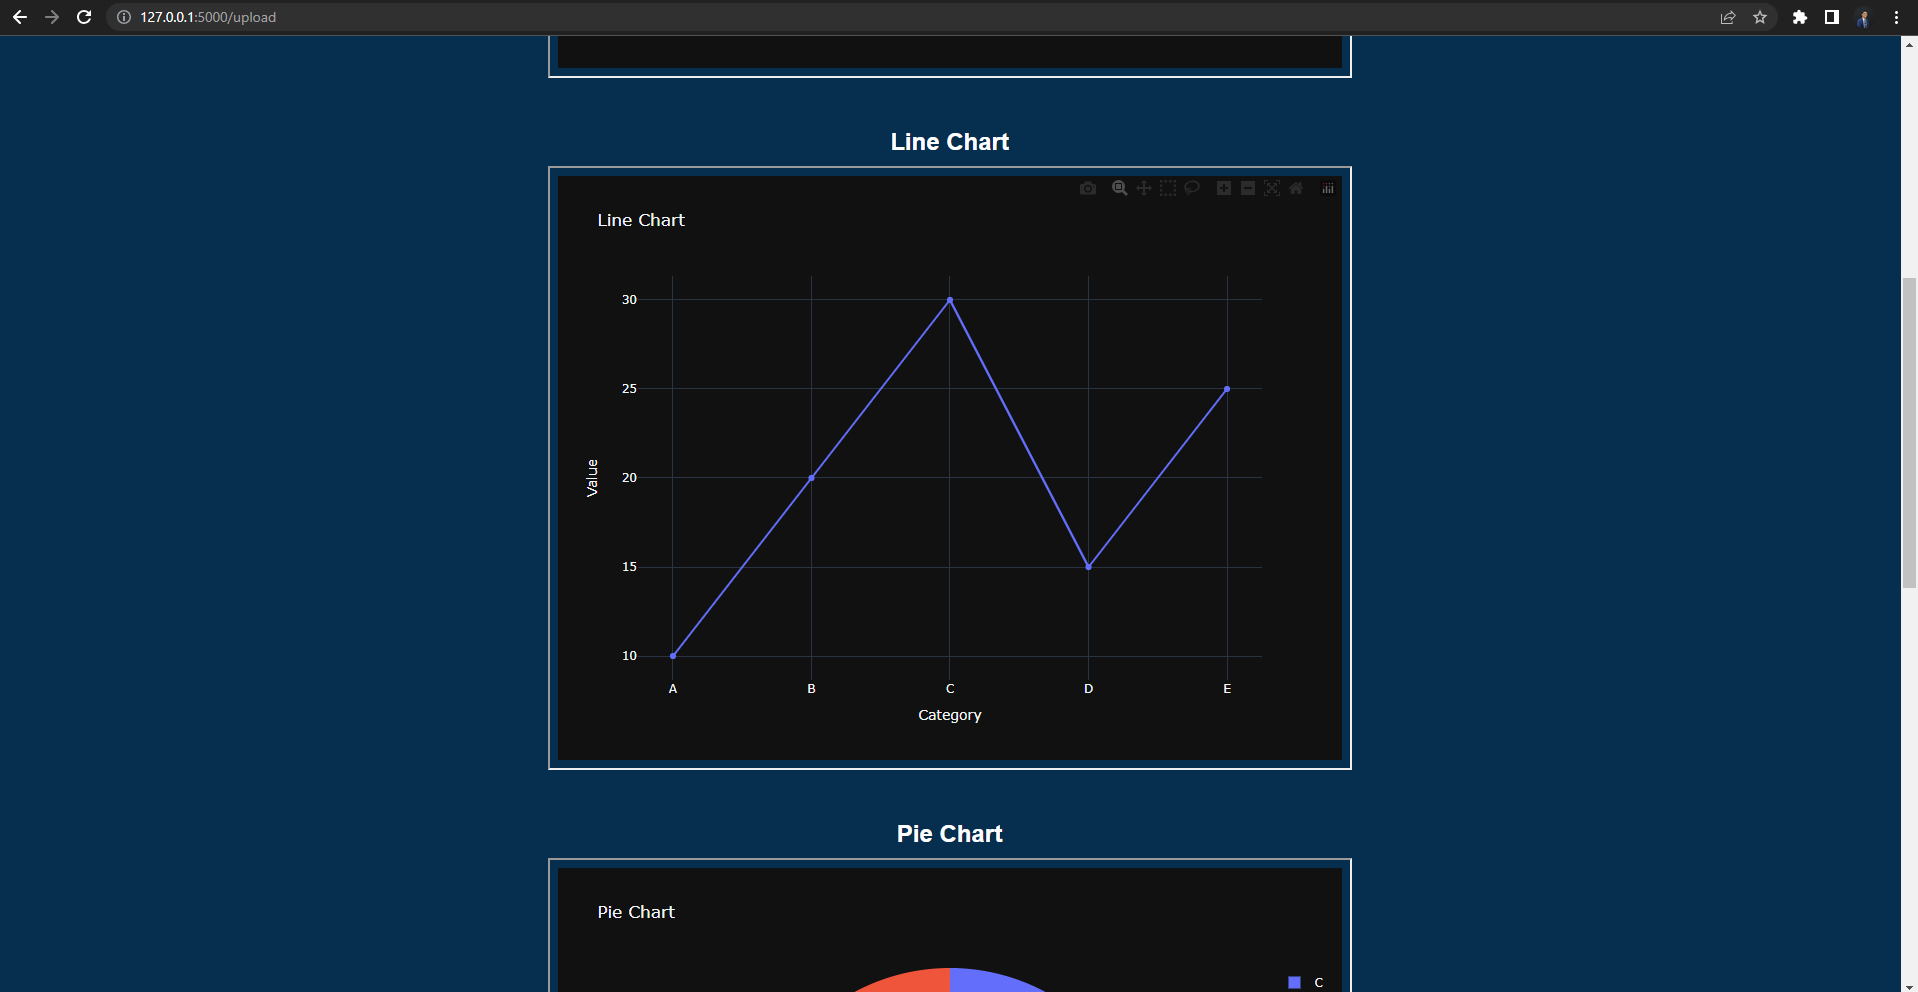 127.0.0.1:5000/upload
Line Chart
Line Chart
30
25
20
15
10
Value
A B C D E
Category
Pie Chart
Pie Chart
C